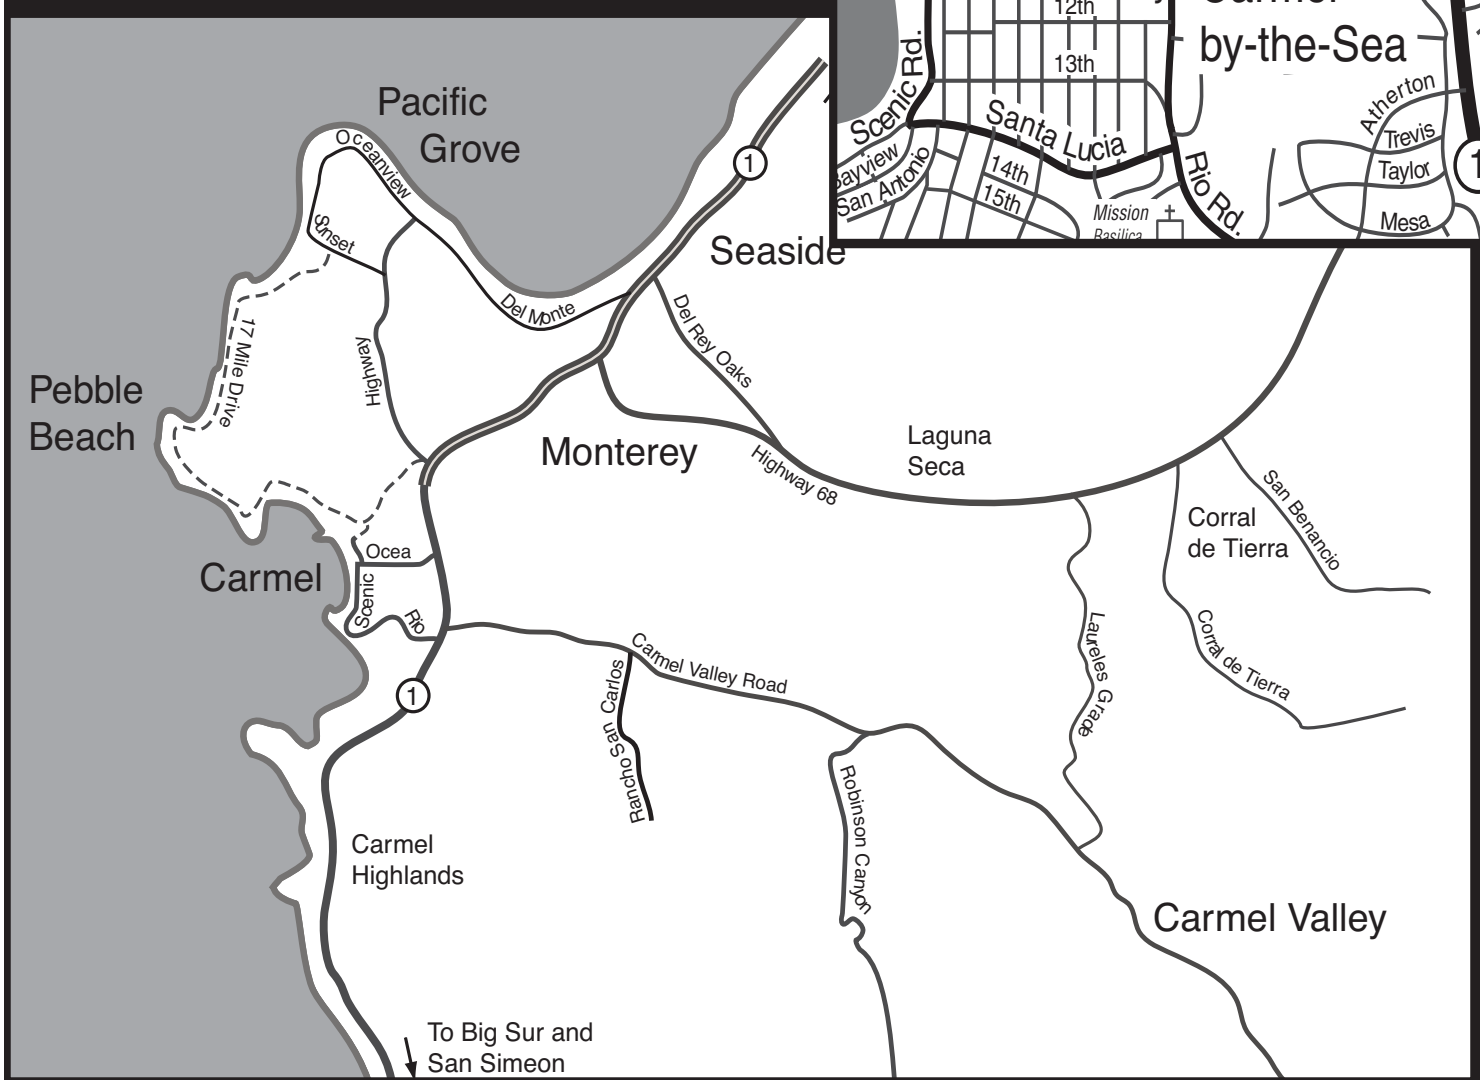 12th
by-the-Sea
13th
Scenic Rd.
Santa Lucia
Atherton
Trevis
Taylor
Mesa
1
14th
15th
San Antonio
Rio Rd.
Mission
Basilica
Pacific
Grove
Oceanview
Sunset
1
Seaside
Del Monte
Del Rey Oaks
17 Mile Drive
Highway
Pebble
Beach
Monterey
Highway 68
Laguna
Seca
San Benancio
Corral
de Tierra
Corral de Tierra
Laureles Grade
Carmel
Ocea
Scenic
Rio
1
Carmel Valley Road
Rancho San Carlos
Robinson Canyon
Carmel
Highlands
Carmel Valley
To Big Sur and
San Simeon